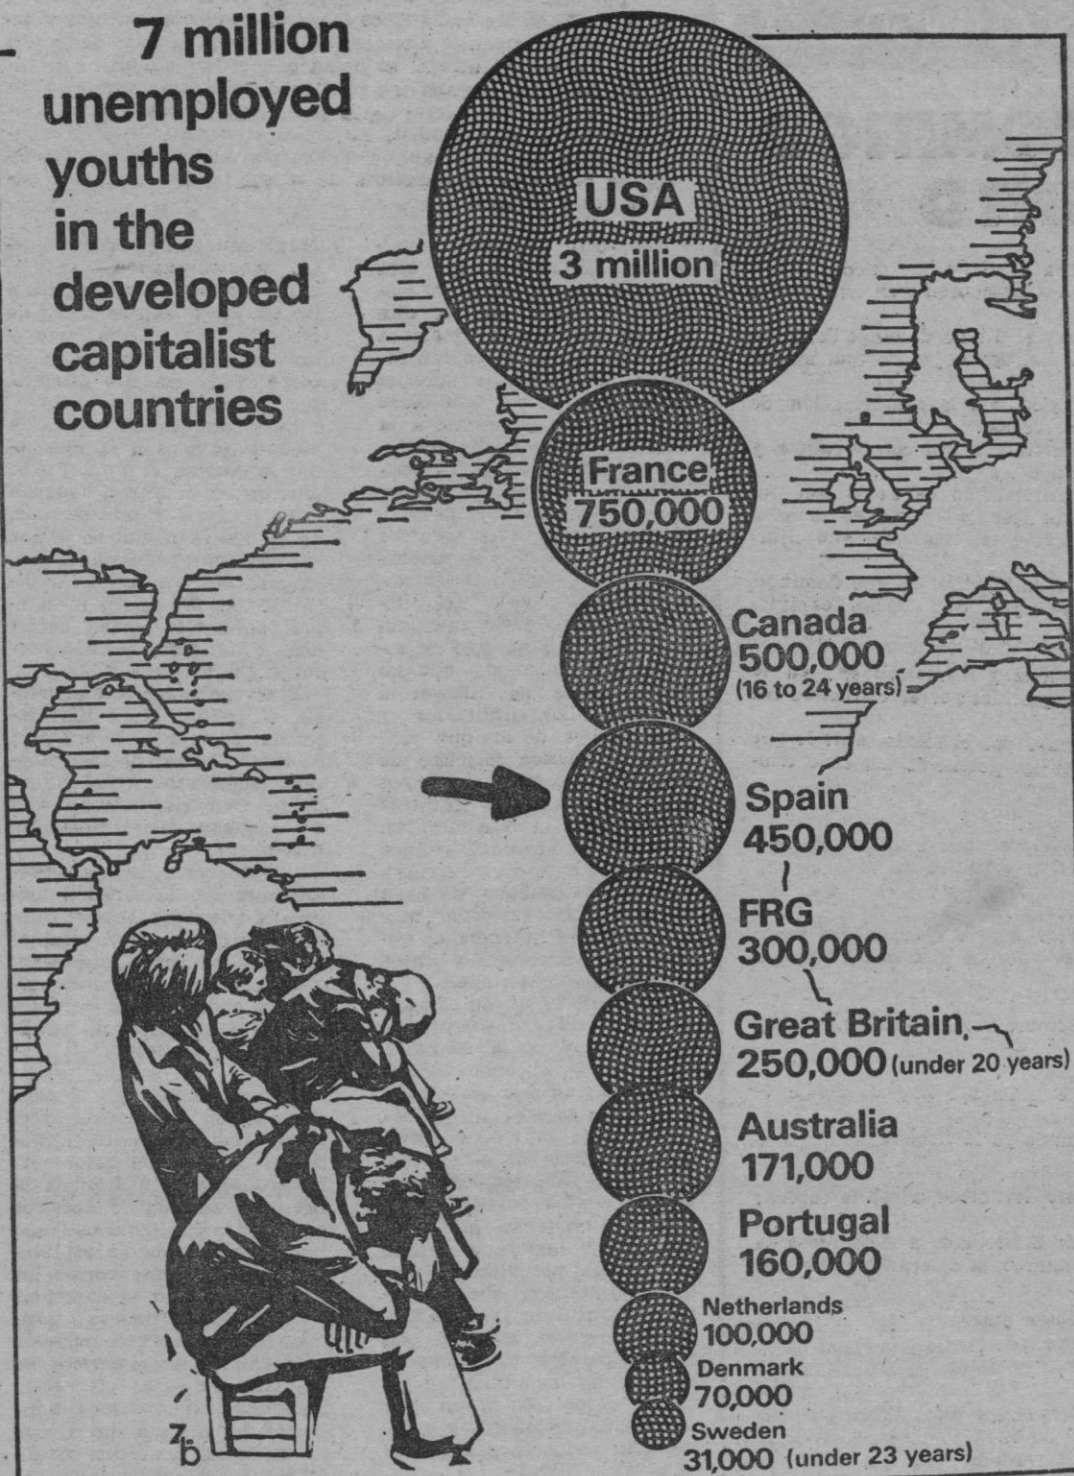 7 million
unemployed
youths
in the
developed
capitalist
countries
USA
3 million
France
750,000
Canada
500,000
(16 to 24 years)
Spain
450,000
FRG
300,000
Great Britain
250,000 (under 20 years)
Australia
171,000
Portugal
160,000
Netherlands
100,000
Denmark
70,000
Sweden
31,000 (under 23 years)
zb